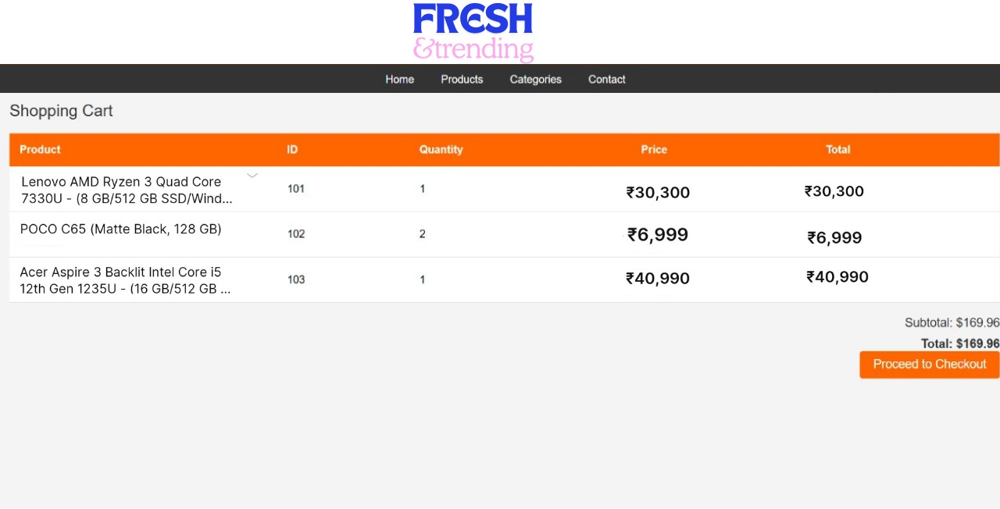 FRESH
&trending
Home Products Categories Contact
Shopping Cart
Product ID Quantity Price Total
Lenovo AMD Ryzen 3 Quad Core
7330U - (8 GB/512 GB SSD/Wind...
101 1 ₹30,300 ₹30,300
POCO C65 (Matte Black, 128 GB) 102 2 ₹6,999 ₹6,999
Acer Aspire 3 Backlit Intel Core i5
12th Gen 1235U - (16 GB/512 GB ...
103 1 ₹40,990 ₹40,990
Subtotal: $169.96
Total: $169.96
Proceed to Checkout